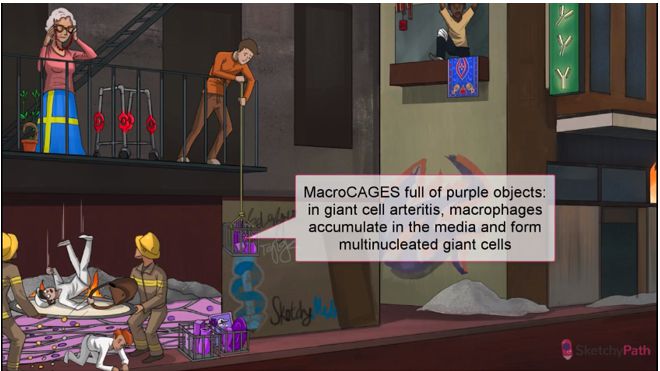 MacroCAGES full of purple objects:
in giant cell arteritis, macrophages
accumulate in the media and form
multinucleated giant cells
SketchyPath